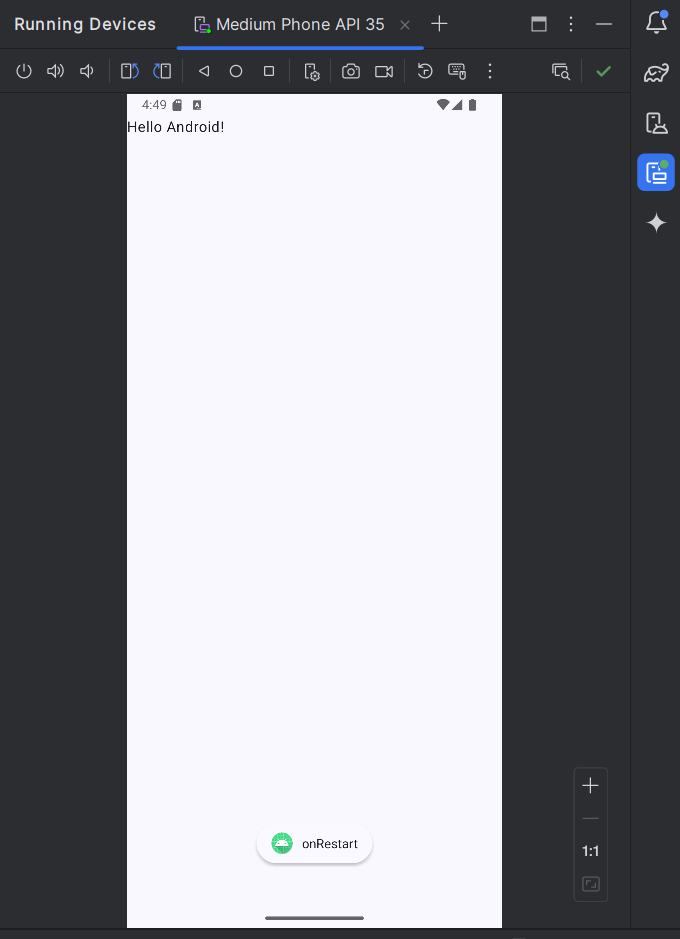 Running Devices
Medium Phone API 35
4:49
Hello Android!
onRestart
1:1